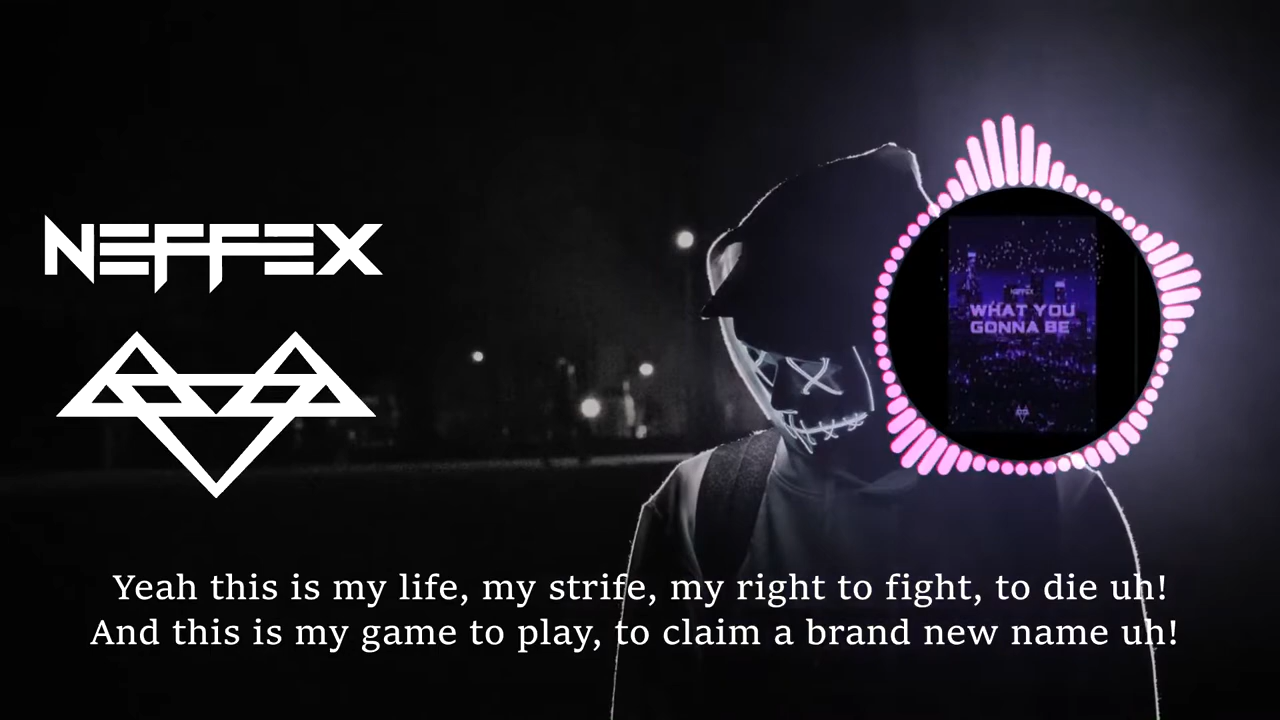 NEFFEX
NEFFEX
WHAT YOU
GONNA BE
Yeah this is my life, my strife, my right to fight, to die uh!
And this is my game to play, to claim a brand new name uh!